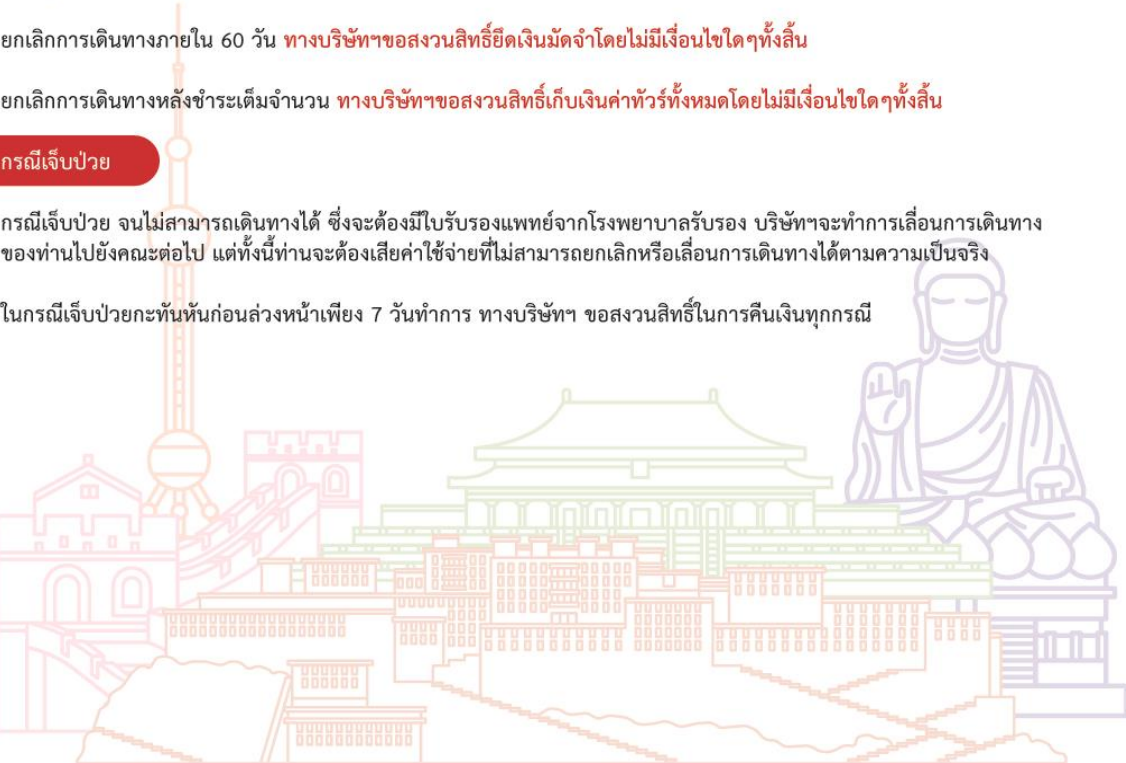 ยกเลิกการเดินทางภายใน 60 วัน ทางบริษัทฯขอสงวนสิทธิ์ยึดเงินมัดจำโดยไม่มีเงื่อนไขใดๆทั้งสิ้น
ยกเลิกการเดินทางหลังชำระเต็มจำนวน ทางบริษัทฯขอสงวนสิทธิ์เก็บเงินค่าทัวร์ทั้งหมดโดยไม่มีเงื่อนไขใดๆทั้งสิ้น
กรณีเจ็บป่วย
กรณีเจ็บป่วย จนไม่สามารถเดินทางได้ ซึ่งจะต้องมีใบรับรองแพทย์จากโรงพยาบาลรับรอง บริษัทฯจะทำการเลื่อนการเดินทาง
ของท่านไปยังคณะต่อไป แต่ทั้งนี้ท่านจะต้องเสียค่าใช้จ่ายที่ไม่สามารถยกเลิกหรือเลื่อนการเดินทางได้ตามความเป็นจริง
ในกรณีเจ็บป่วยกะทันหันก่อนล่วงหน้าเพียง 7 วันทำการ ทางบริษัทฯ ขอสงวนสิทธิ์ในการคืนเงินทุกกรณี